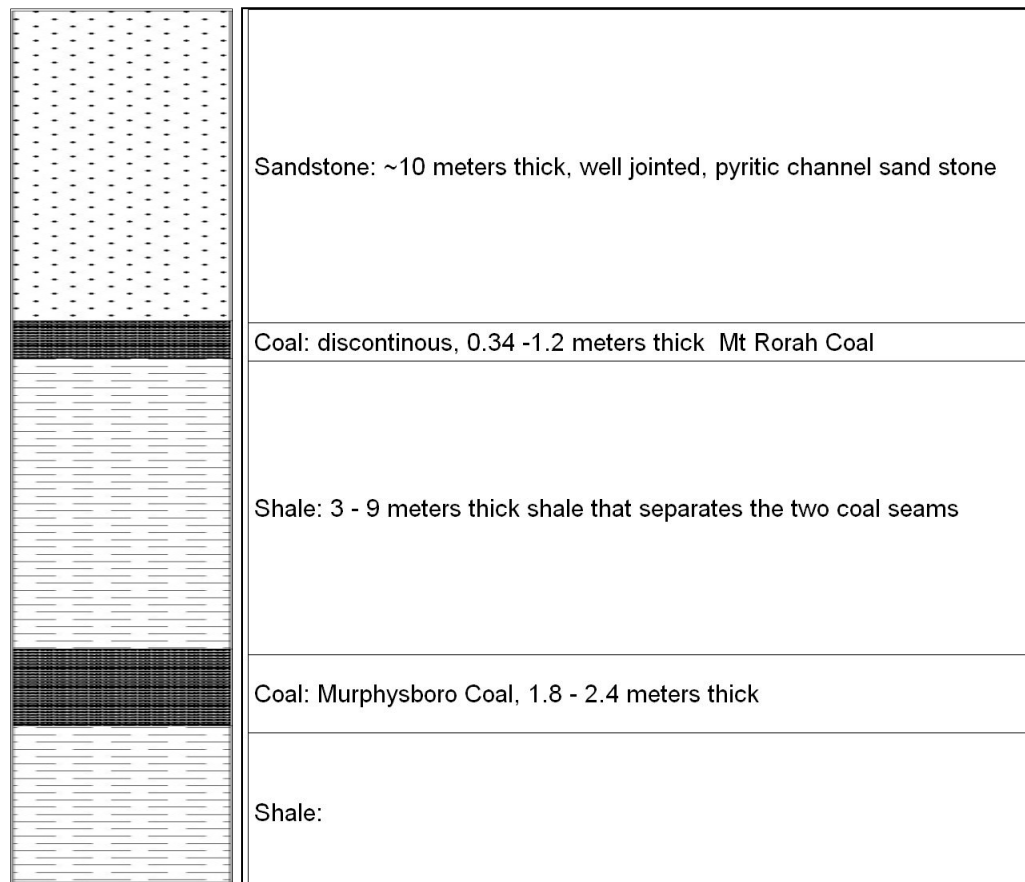 Sandstone: ~10 meters thick, well jointed, pyritic channel sand stone
Coal: discontinous, 0.34 -1.2 meters thick  Mt Rorah Coal
Shale: 3 - 9 meters thick shale that separates the two coal seams
Coal: Murphysboro Coal, 1.8 - 2.4 meters thick
Shale: